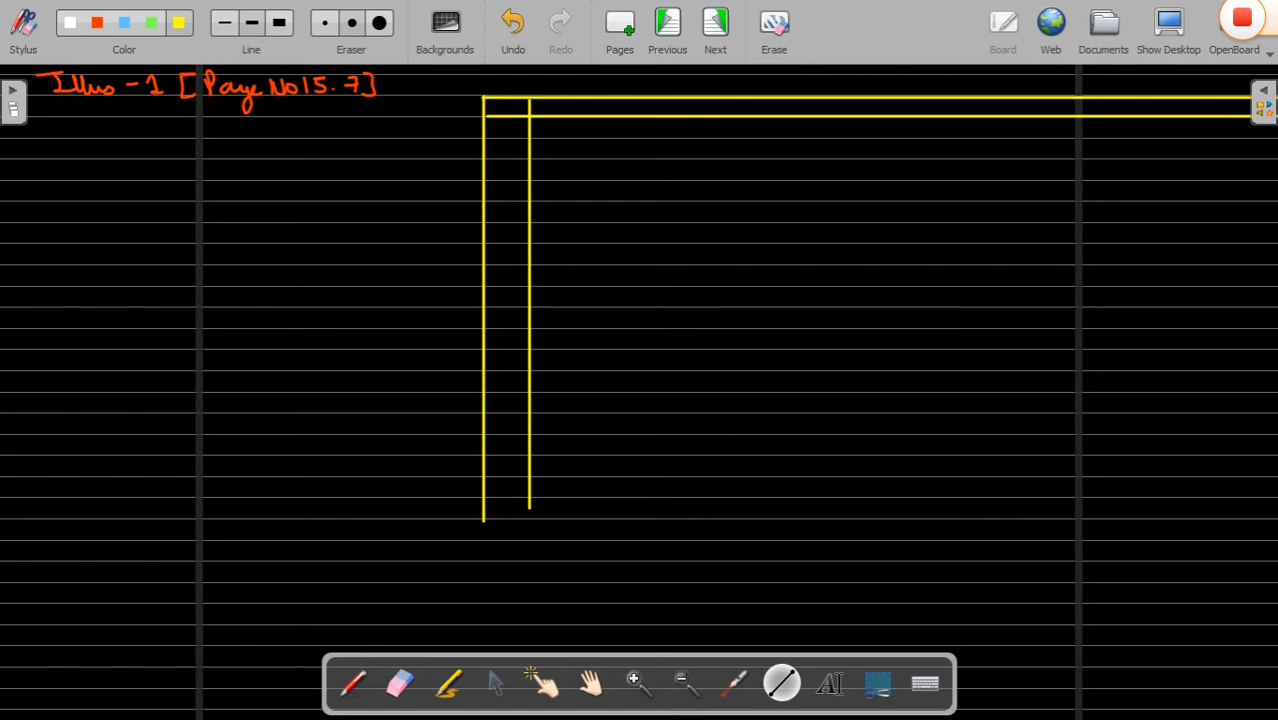 Stylus
Color
Line
Eraser
Backgrounds
Undo
Redo
Pages
Previous
Next
Erase
Board
Web
Documents
Show Desktop
OpenBoard
Illus - 1 [Page No 15.7]
AI